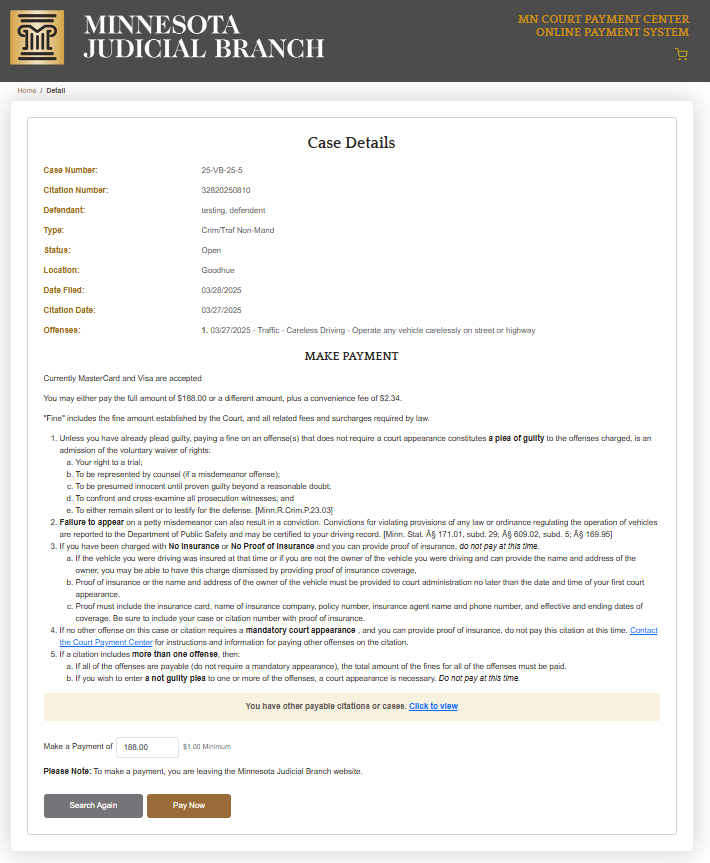 MINNESOTA
JUDICIAL BRANCH
MN COURT PAYMENT CENTER
ONLINE PAYMENT SYSTEM
Home / Detail
Case Details
Case Number: 25-VB-25-5
Citation Number: 32820250810
Defendant: testing, defendent
Type: Crim/Traf Non-Mand
Status: Open
Location: Goodhue
Date Filed: 03/28/2025
Citation Date: 03/27/2025
Offenses: 1. 03/27/2025 - Traffic - Careless Driving - Operate any vehicle carelessly on street or highway
MAKE PAYMENT
Currently MasterCard and Visa are accepted
You may either pay the full amount of $188.00 or a different amount, plus a convenience fee of $2.34.
"Fine" includes the fine amount established by the Court, and all related fees and surcharges required by law.
1. Unless you have already plead guilty, paying a fine on an offense(s) that does not require a court appearance constitutes a plea of guilty to the offenses charged, is an
admission of the voluntary waiver of rights:
a. Your right to a trial;
b. To be represented by counsel (if a misdemeanor offense);
c. To be presumed innocent until proven guilty beyond a reasonable doubt;
d. To confront and cross-examine all prosecution witnesses; and
e. To either remain silent or to testify for the defense. [Minn.R.Crim.P.23.03]
2. Failure to appear on a petty misdemeanor can also result in a conviction. Convictions for violating provisions of any law or ordinance regulating the operation of vehicles
are reported to the Department of Public Safety and may be certified to your driving record. [Minn. Stat. Â§ 171.01, subd. 29; Â§ 609.02, subd. 5; Â§ 169.95]
3. If you have been charged with No Insurance or No Proof of Insurance and you can provide proof of insurance, do not pay at this time.
a. If the vehicle you were driving was insured at that time or if you are not the owner of the vehicle you were driving and can provide the name and address of the
owner, you may be able to have this charge dismissed by providing proof of insurance coverage,
b. Proof of insurance or the name and address of the owner of the vehicle must be provided to court administration no later than the date and time of your first court
appearance.
c. Proof must include the insurance card, name of insurance company, policy number, insurance agent name and phone number, and effective and ending dates of
coverage. Be sure to include your case or citation number with proof of insurance.
4. If no other offense on this case or citation requires a mandatory court appearance , and you can provide proof of insurance, do not pay this citation at this time. Contact
the Court Payment Center for instructions and information for paying other offenses on the citation.
5. If a citation includes more than one offense, then:
a. If all of the offenses are payable (do not require a mandatory appearance), the total amount of the fines for all of the offenses must be paid.
b. If you wish to enter a not guilty plea to one or more of the offenses, a court appearance is necessary. Do not pay at this time.
You have other payable citations or cases. Click to view
Make a Payment of 188.00 $1.00 Minimum
Please Note: To make a payment, you are leaving the Minnesota Judicial Branch website.
Search Again Pay Now